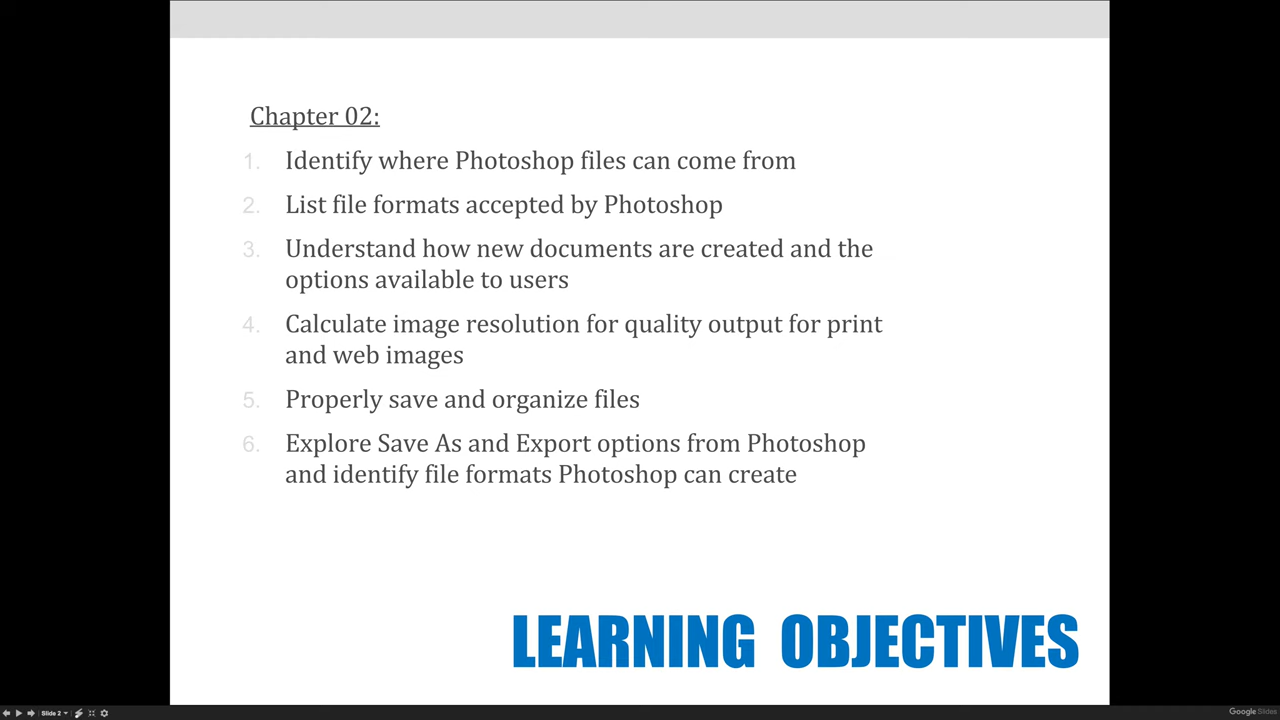 Chapter 02:
1. Identify where Photoshop files can come from
2. List file formats accepted by Photoshop
3. Understand how new documents are created and the
options available to users
4. Calculate image resolution for quality output for print
and web images
5. Properly save and organize files
6. Explore Save As and Export options from Photoshop
and identify file formats Photoshop can create
LEARNING OBJECTIVES
Slide 2
Google Slides